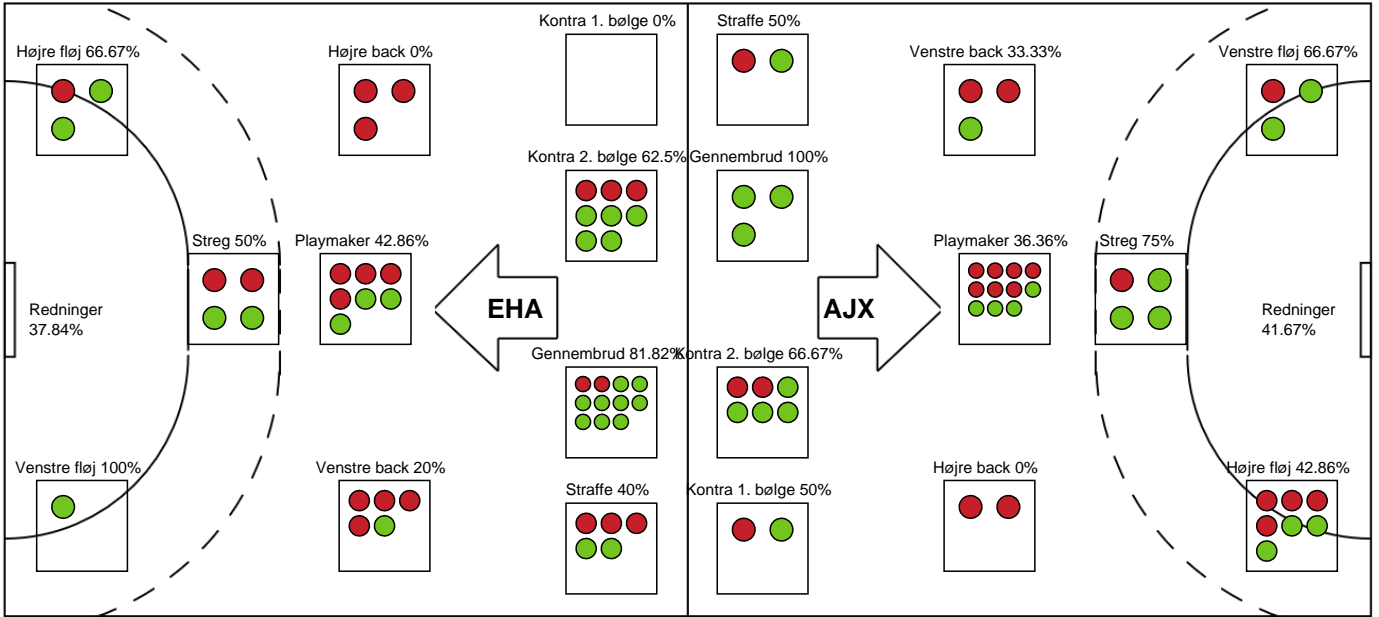 Kontra 1. bølge 0%
Straffe 50%
Højre fløj 66.67%
Højre back 0%
Venstre back 33.33%
Venstre fløj 66.67%
Kontra 2. bølge 62.5%
Gennembrud 100%
Streg 50%
Playmaker 42.86%
Playmaker 36.36%
Streg 75%
Redninger
37.84%
EHA
AJX
Redninger
41.67%
Gennembrud 81.82%
Kontra 2. bølge 66.67%
Venstre fløj 100%
Venstre back 20%
Straffe 40%
Kontra 1. bølge 50%
Højre back 0%
Højre fløj 42.86%